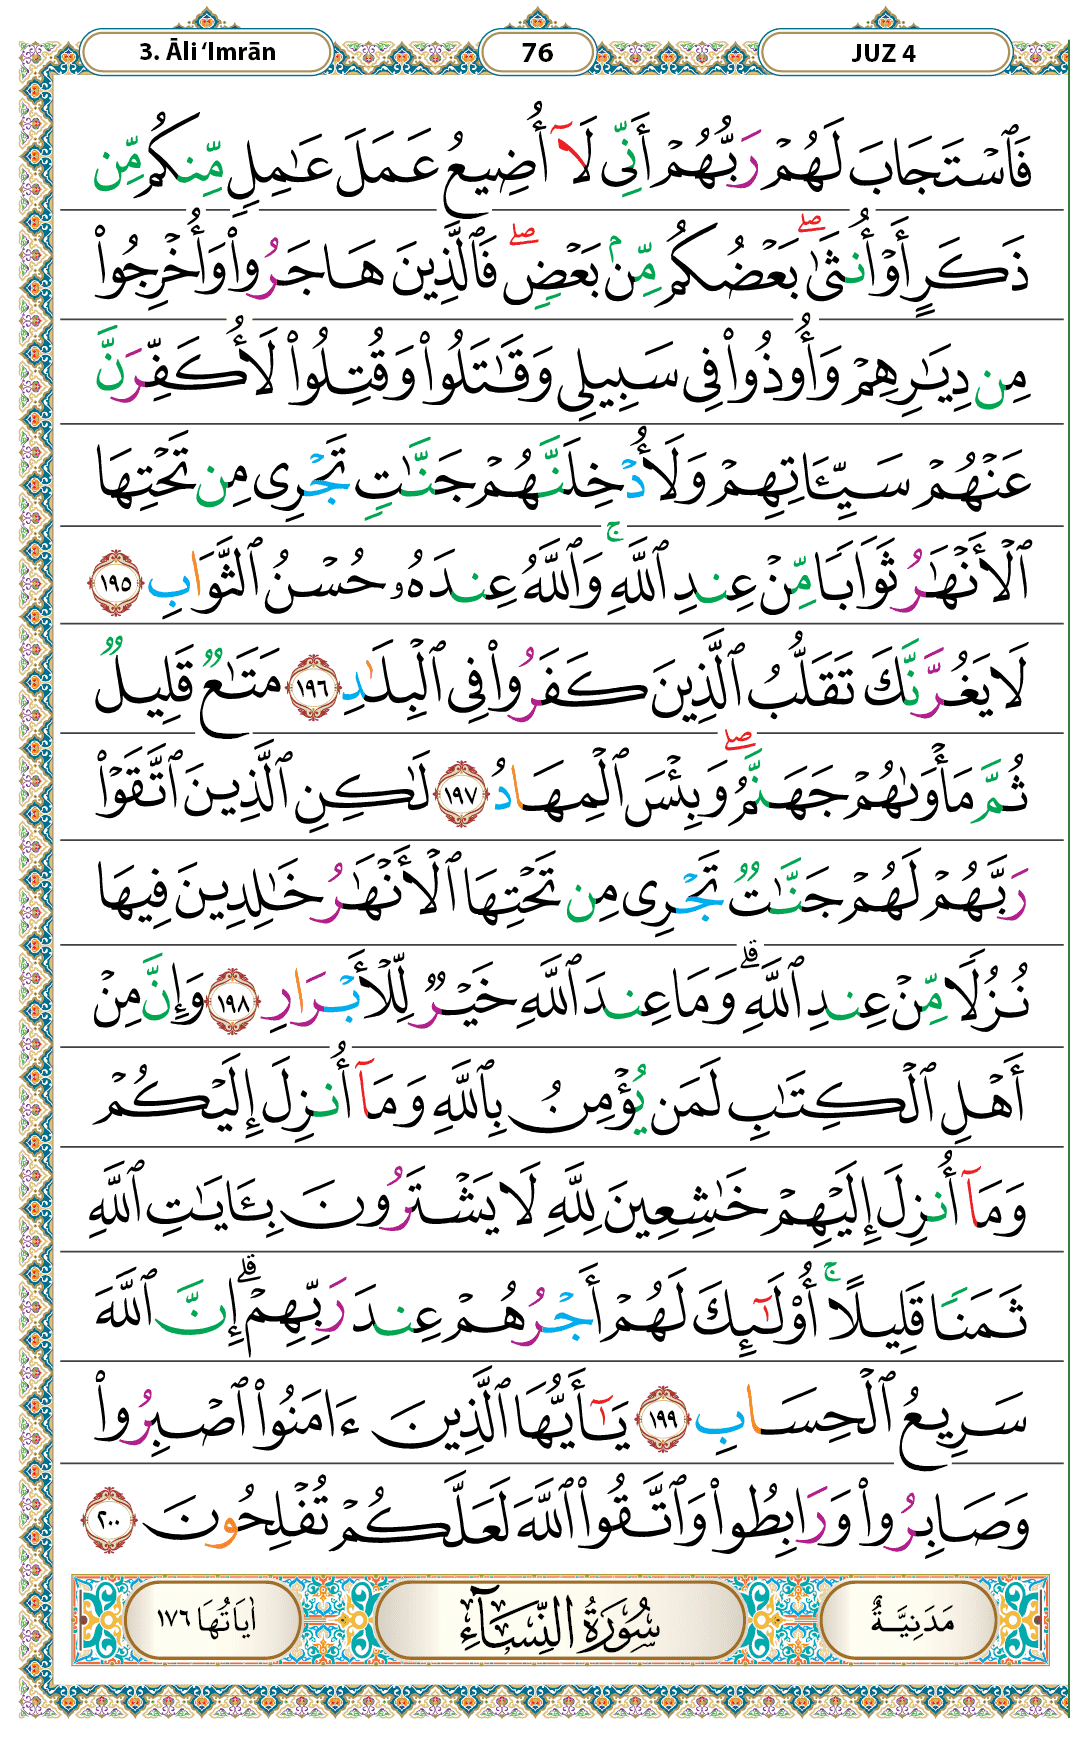 3. Āli ‘Imrān
76
JUZ 4
فَٱسْتَجَابَ لَهُمْ رَبُّهُمْ أَنِّى لَآ أُضِيعُ عَمَلَ عَـٰمِلٍ مِّنكُم مِّن
ذَكَرٍ أَوْ أُنثَىٰ ۖ بَعْضُكُم مِّنۢ بَعْضٍ ۖ فَٱلَّذِينَ هَاجَرُوا۟ وَأُخْرِجُوا۟
مِن دِيَـٰرِهِمْ وَأُوذُوا۟ فِى سَبِيلِى وَقَـٰتَلُوا۟ وَقُتِلُوا۟ لَأُكَفِّرَنَّ
عَنْهُمْ سَيِّـَٔاتِهِمْ وَلَأُدْخِلَنَّهُمْ جَنَّـٰتٍ تَجْرِى مِن تَحْتِهَا
ٱلْأَنْهَـٰرُ ثَوَابًا مِّنْ عِندِ ٱللَّهِ ۚ وَٱللَّهُ عِندَهُۥ حُسْنُ ٱلثَّوَابِ ١٩٥
لَا يَغُرَّنَّكَ تَقَلُّبُ ٱلَّذِينَ كَفَرُوا۟ فِى ٱلْبِلَـٰدِ ١٩٦ مَتَـٰعٌ قَلِيلٌ
ثُمَّ مَأْوَىٰهُمْ جَهَنَّمُ ۖ وَبِئْسَ ٱلْمِهَادُ ١٩٧ لَـٰكِنِ ٱلَّذِينَ ٱتَّقَوْا۟
رَبَّهُمْ لَهُمْ جَنَّـٰتٌ تَجْرِى مِن تَحْتِهَا ٱلْأَنْهَـٰرُ خَـٰلِدِينَ فِيهَا
نُزُلًا مِّنْ عِندِ ٱللَّهِ ۗ وَمَا عِندَ ٱللَّهِ خَيْرٌ لِّلْأَبْرَارِ ١٩٨ وَإِنَّ مِنْ
أَهْلِ ٱلْكِتَـٰبِ لَمَن يُؤْمِنُ بِٱللَّهِ وَمَآ أُنزِلَ إِلَيْكُمْ
وَمَآ أُنزِلَ إِلَيْهِمْ خَـٰشِعِينَ لِلَّهِ لَا يَشْتَرُونَ بِـَٔايَـٰتِ ٱللَّهِ
ثَمَنًا قَلِيلًا ۚ أُو۟لَـٰٓئِكَ لَهُمْ أَجْرُهُمْ عِندَ رَبِّهِمْ ۗ إِنَّ ٱللَّهَ
سَرِيعُ ٱلْحِسَابِ ١٩٩ يَـٰٓأَيُّهَا ٱلَّذِينَ ءَامَنُوا۟ ٱصْبِرُوا۟
وَصَابِرُوا۟ وَرَابِطُوا۟ وَٱتَّقُوا۟ ٱللَّهَ لَعَلَّكُمْ تُفْلِحُونَ ٢٠٠
مَدَنِيَّةٌ
سُورَةُ النِّسَآءِ
اٰيَاتُهَا ١٧٦